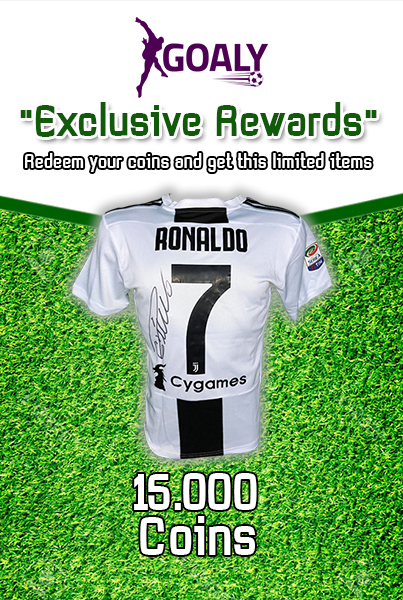 GOALY
"Exclusive Rewards"
Redeem your coins and get this limited items
RONALDO
7
Cygames
15.000
Coins